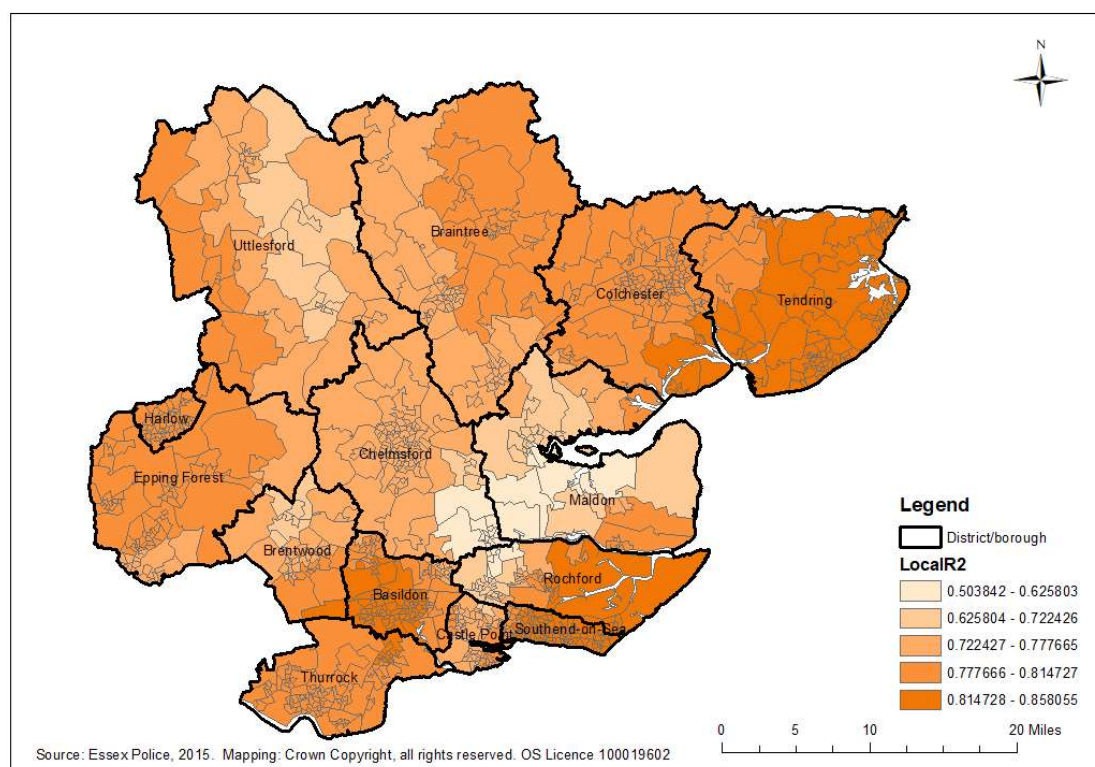 N
Uttlesford
Braintree
Colchester
Tendring
Harlow
Epping Forest
Chelmsford
Maldon
Brentwood
Basildon
Rochford
Castle Point
Southend-on-Sea
Thurrock
Legend
District/borough
LocalR2
0.503842 - 0.625803
0.625804 - 0.722426
0.722427 - 0.777665
0.777666 - 0.814727
0.814728 - 0.858055
0 5 10 20 Miles
Source: Essex Police, 2015. Mapping: Crown Copyright, all rights reserved. OS Licence 100019602